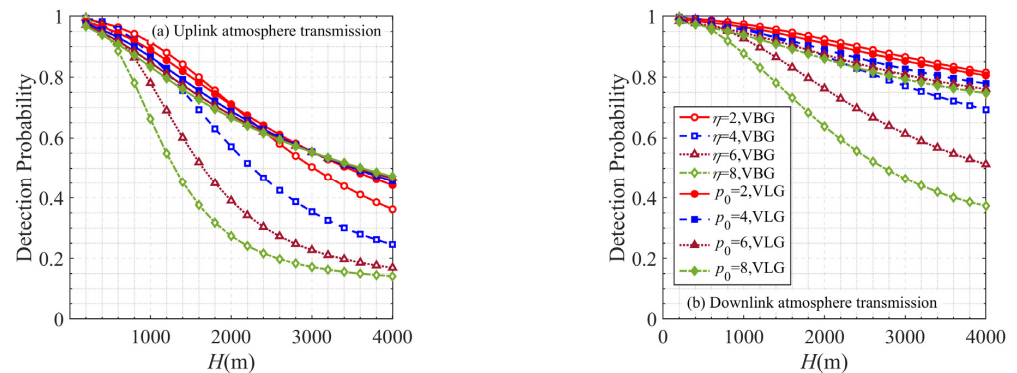 (a) Uplink atmosphere transmission
Detection Probability
1
0.8
0.6
0.4
0.2
0
1000 2000 3000 4000
H(m)
Detection Probability
1
0.8
0.6
0.4
0.2
0
η=2,VBG
η=4,VBG
η=6,VBG
η=8,VBG
p₀=2,VLG
p₀=4,VLG
p₀=6,VLG
p₀=8,VLG
(b) Downlink atmosphere transmission
0 1000 2000 3000 4000
H(m)